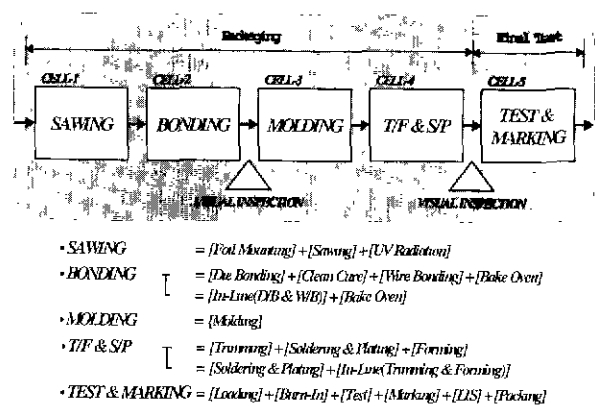 Packaging Final Test
CELL-1 CELL-2 CELL-3 CELL-4 CELL-5
SAWING BONDING MOLDING T/F & S/P TEST & MARKING
VISUAL INSPECTION VISUAL INSPECTION
• SAWING = [Foil Mounting] + [Sawing] + [UV Radiation]
• BONDING = [Die Bonding] + [Clean Cure] + [Wire Bonding] + [Bake Oven]
= [In-Line(D/B & W/B)] + [Bake Oven]
• MOLDING = [Molding]
• T/F & S/P = [Trimming] + [Soldering & Plating] + [Forming]
= [Soldering & Plating] + [In-Line(Trimming & Forming)]
• TEST & MARKING = [Loading] + [Burn-In] + [Test] + [Marking] + [LIS] + [Packing]